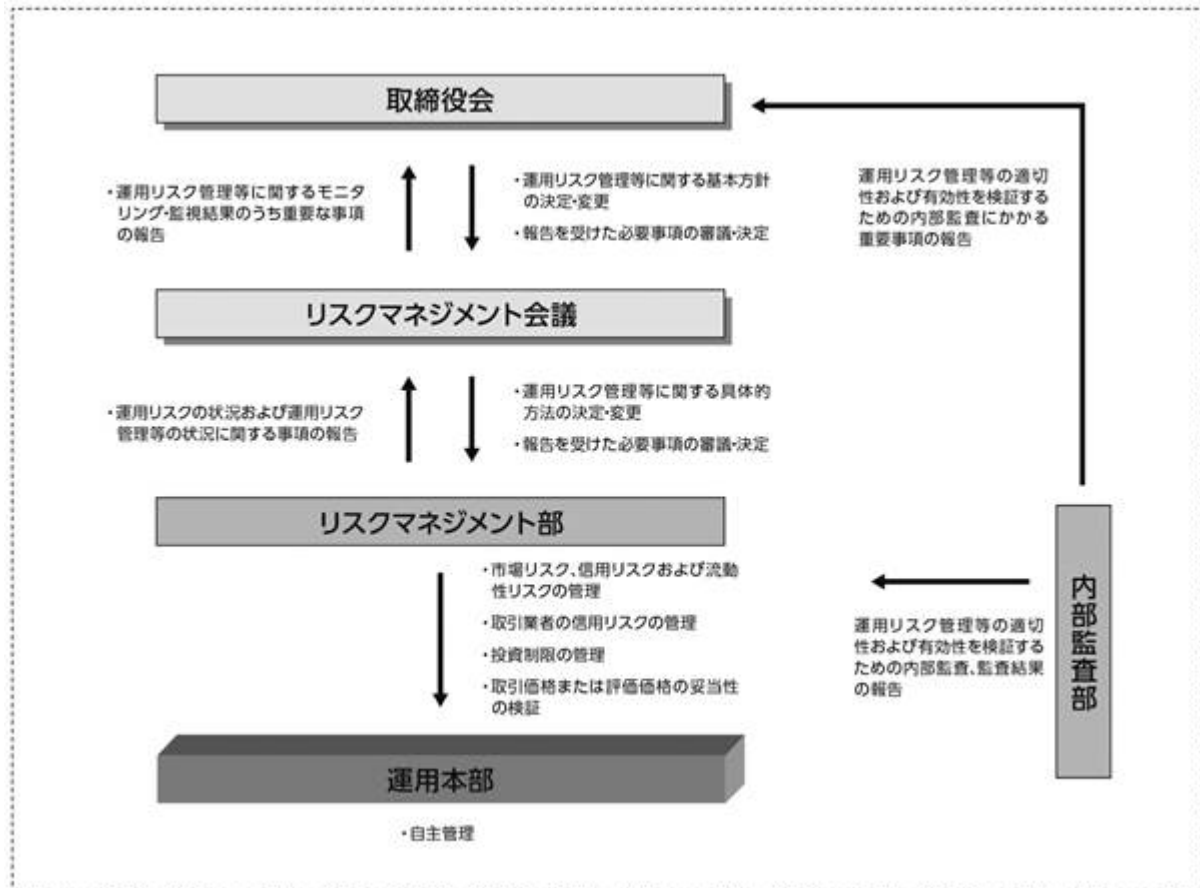 取締役会
・運用リスク管理等に関するモニタ
リング・監視結果のうち重要な事項
の報告
・運用リスク管理等に関する基本方針
の決定・変更
・報告を受けた必要事項の審議・決定
運用リスク管理等の適切
性および有効性を検証する
ための内部監査にかかる
重要事項の報告
リスクマネジメント会議
・運用リスクの状況および運用リスク
管理等の状況に関する事項の報告
・運用リスク管理等に関する具体的
方法の決定・変更
・報告を受けた必要事項の審議・決定
リスクマネジメント部
・市場リスク、信用リスクおよび流動
性リスクの管理
・取引業者の信用リスクの管理
・投資制限の管理
・取引価格または評価価格の妥当性
の検証
運用リスク管理等の適切
性および有効性を検証する
ための内部監査、監査結果
の報告
内部監査部
運用本部
・自主管理